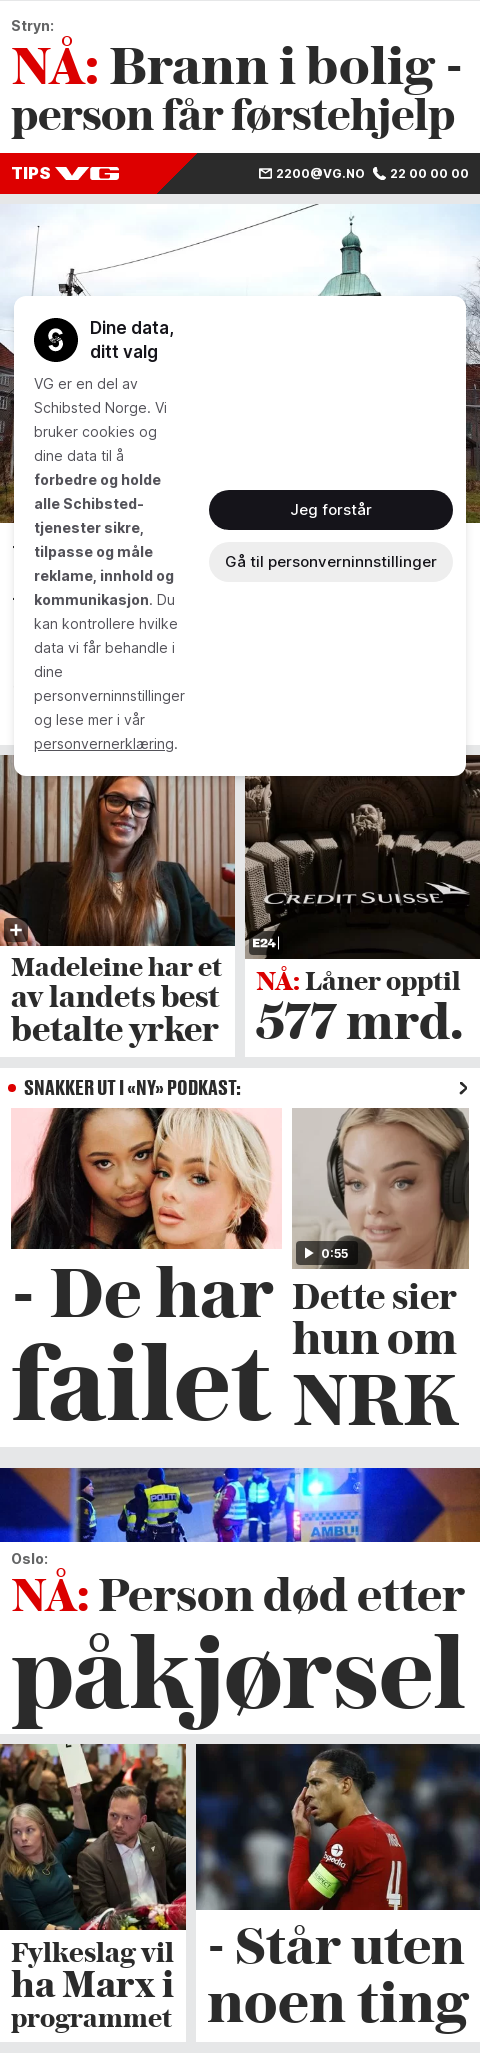 Stryn:
NÅ: Brann i bolig -
person får førstehjelp
TIPS VG
2200@VG.NO 22 00 00 00
Dine data,
ditt valg
VG er en del av
Schibsted Norge. Vi
bruker cookies og
dine data til å
forbedre og holde
alle Schibsted-
tjenester sikre,
tilpasse og måle
reklame, innhold og
kommunikasjon. Du
kan kontrollere hvilke
data vi får behandle i
dine
personverninnstillinger
og lese mer i vår
personvernerklæring.
Jeg forstår
Gå til personverninnstillinger
Madeleine har et
av landets best
betalte yrker
CREDIT SUISSE
E24
NÅ: Låner opptil
577 mrd.
SNAKKER UT I «NY» PODKAST:
- De har
failet
0:55
Dette sier
hun om
NRK
POLITI
AMBUL
Oslo:
NÅ: Person død etter
påkjørsel
Fylkeslag vil
ha Marx i
programmet
4
- Står uten
noen ting